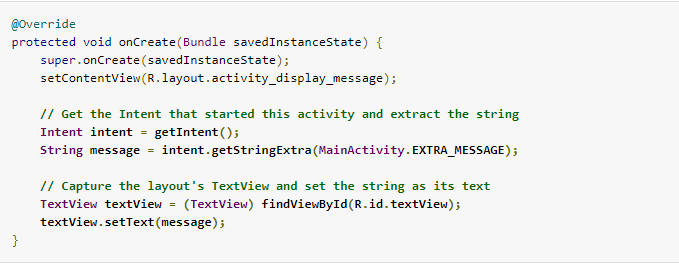 @Override
protected void onCreate(Bundle savedInstanceState) {
    super.onCreate(savedInstanceState);
    setContentView(R.layout.activity_display_message);

    // Get the Intent that started this activity and extract the string
    Intent intent = getIntent();
    String message = intent.getStringExtra(MainActivity.EXTRA_MESSAGE);

    // Capture the layout's TextView and set the string as its text
    TextView textView = (TextView) findViewById(R.id.textView);
    textView.setText(message);
}